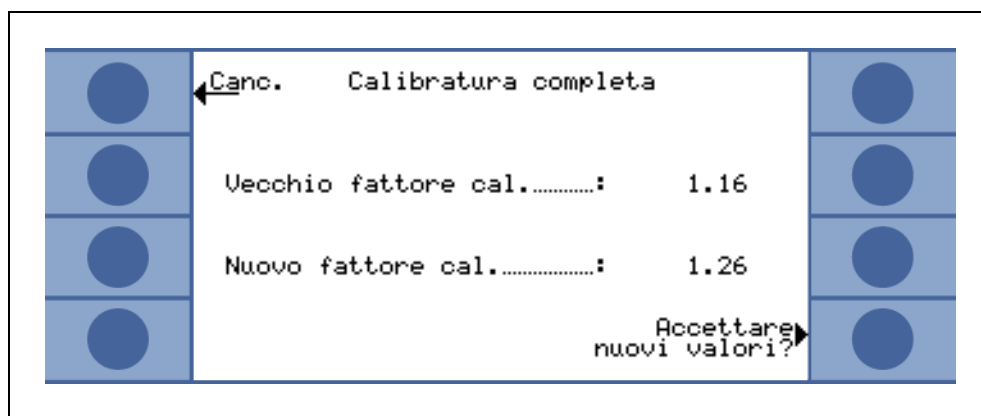 Canc. Calibratura completa
Vecchio fattore cal.............: 1.16
Nuovo fattore cal..................: 1.26
Accettare
nuovi valori?